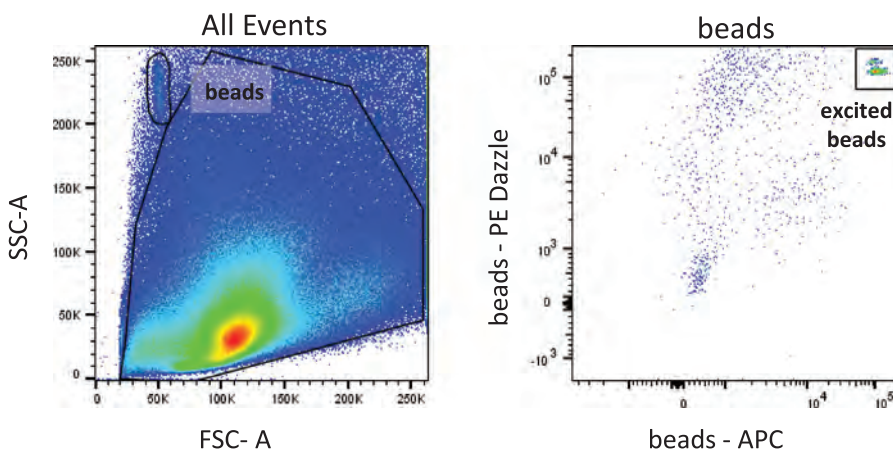 All Events
250K
200K
150K
100K
50K
0
SSC-A
beads
0
50K
100K
150K
200K
250K
FSC- A
beads
10⁵
10⁴
10³
0
-10³
beads - PE Dazzle
excited
beads
0
10⁴
10⁵
beads - APC